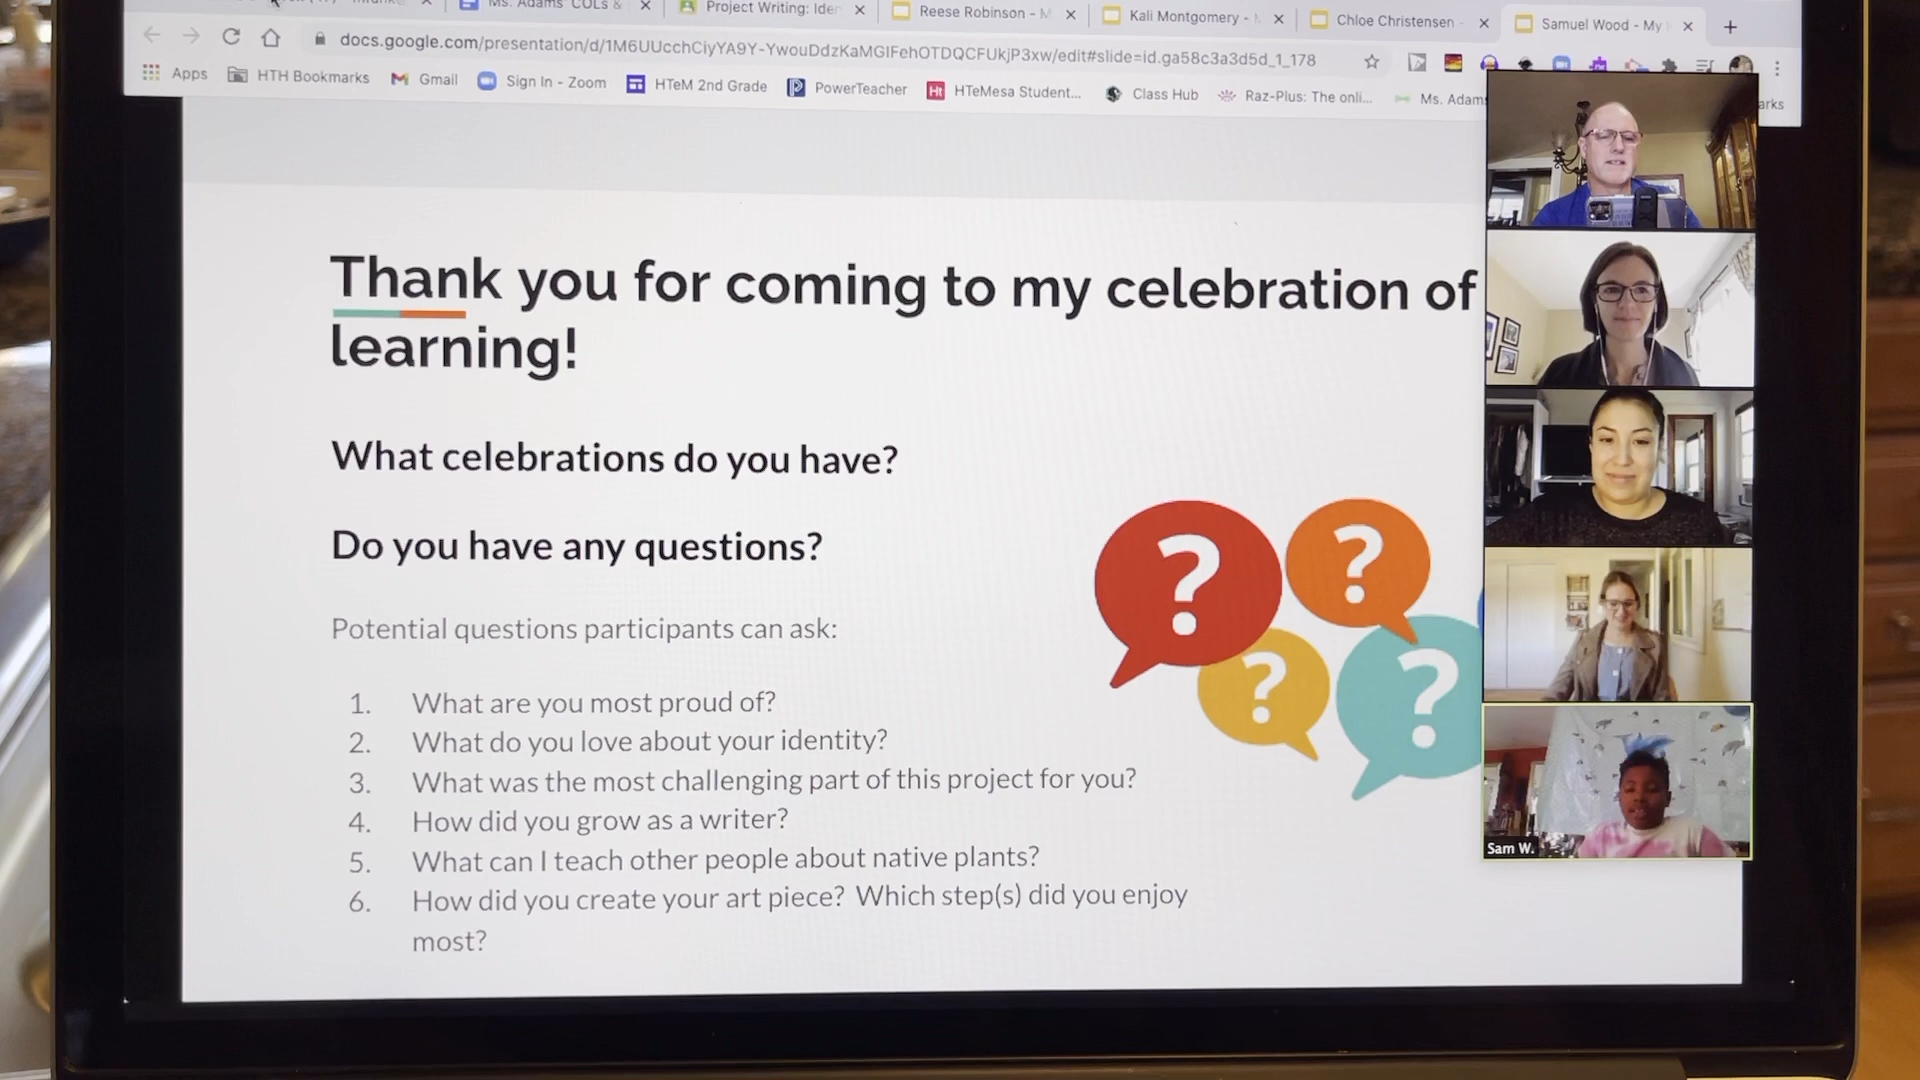 Ms. Adams' COLs &
Project Writing: Iden
Reese Robinson - M
Kali Montgomery -
Chloe Christensen -
Samuel Wood - My
docs.google.com/presentation/d/1M6UUcchCiyYA9Y-YwouDdzKaMGIFehOTDQCFUkjP3xw/edit#slide=id.ga58c3a3d5d_1_178
Apps
HTH Bookmarks
Gmail
Sign In - Zoom
HTeM 2nd Grade
PowerTeacher
HTeMesa Student...
Class Hub
Raz-Plus: The onli...
Ms. Adams
arks
Thank you for coming to my celebration of
learning!
What celebrations do you have?
Do you have any questions?
Potential questions participants can ask:
1. What are you most proud of?
2. What do you love about your identity?
3. What was the most challenging part of this project for you?
4. How did you grow as a writer?
5. What can I teach other people about native plants?
6. How did you create your art piece? Which step(s) did you enjoy
most?
? ? ? ?
Sam W.